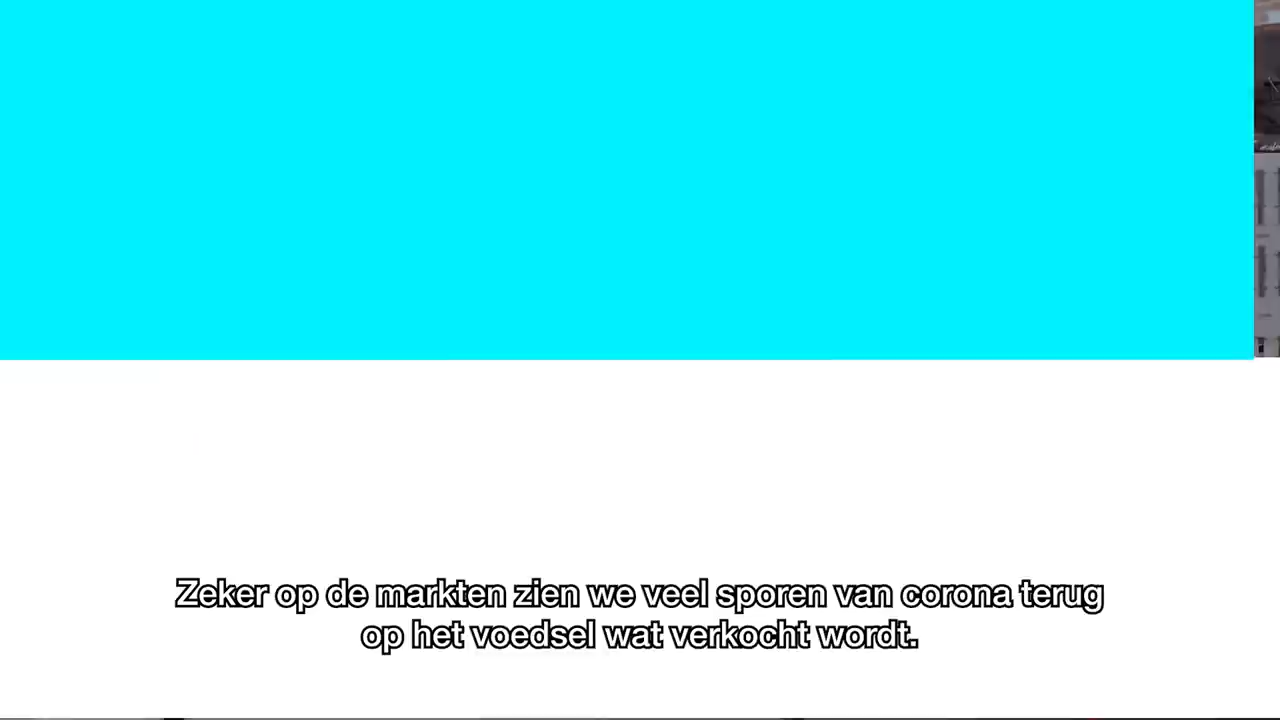 Zeker op de markten zien we veel sporen van corona terug
op het voedsel wat verkocht wordt.